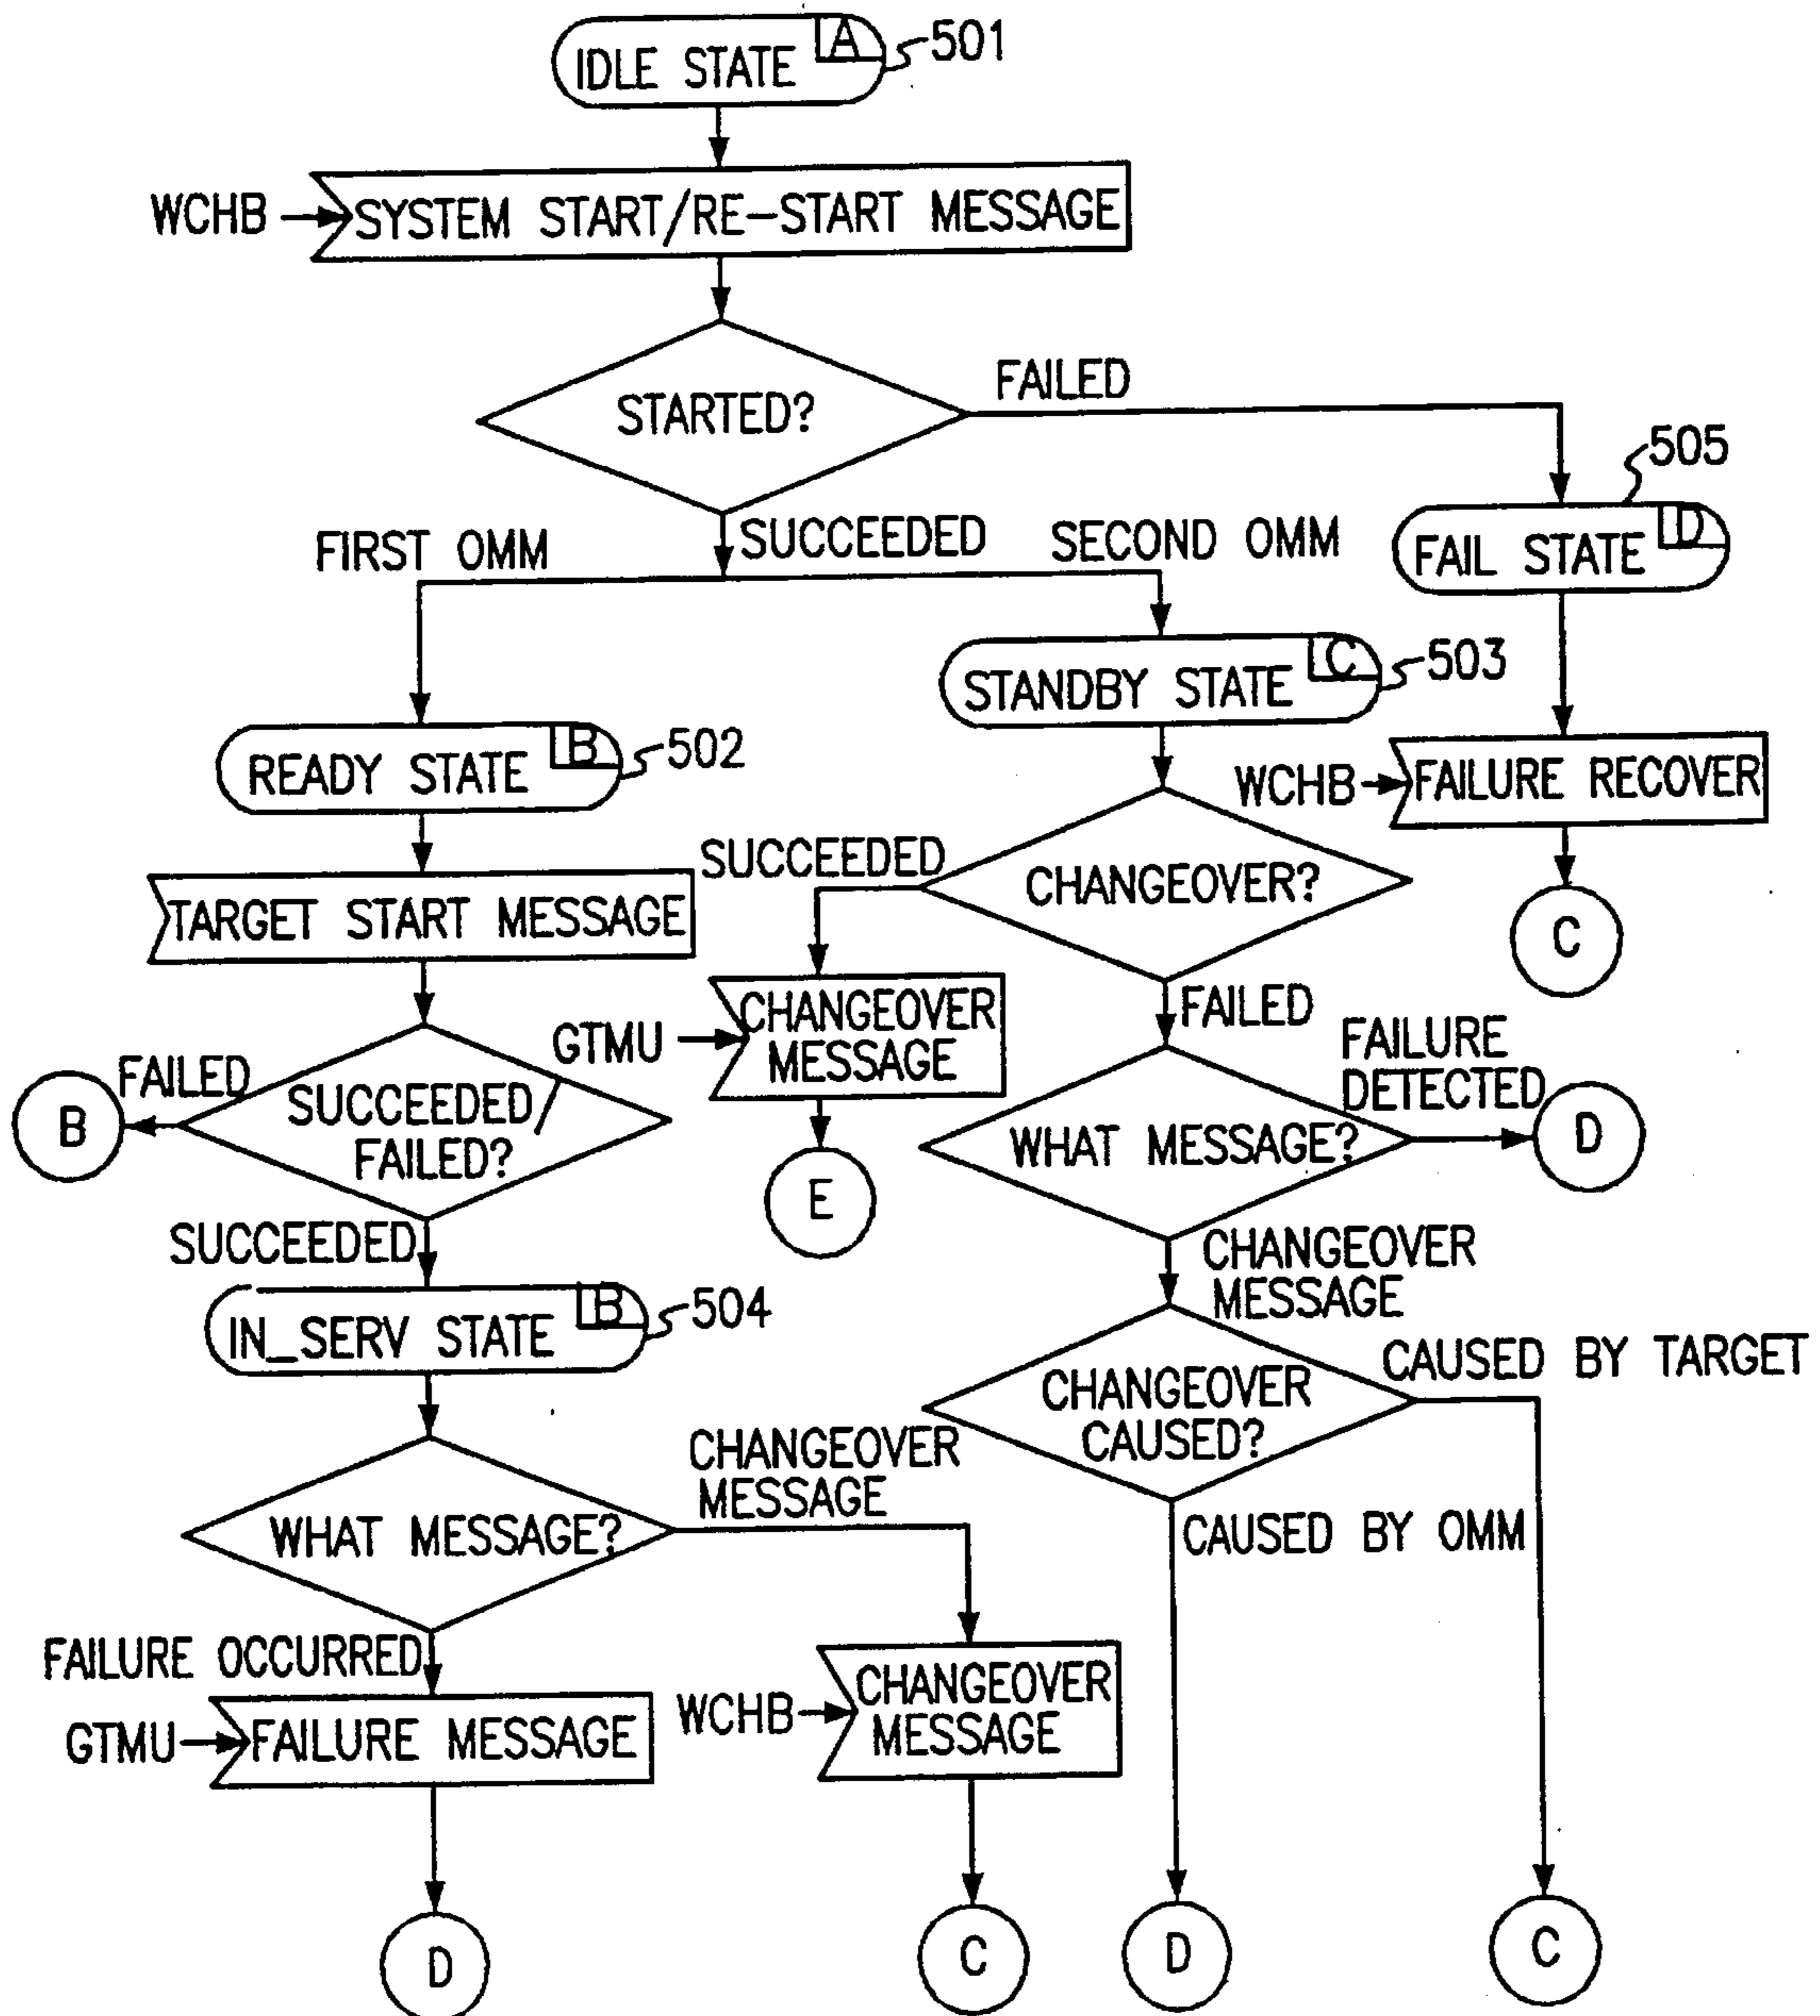 IDLE STATE A
501
WCHB
SYSTEM START/RE-START MESSAGE
STARTED?
FAILED
505
FAIL STATE D
FIRST OMM
SUCCEEDED
SECOND OMM
STANDBY STATE C
503
READY STATE B
502
WCHB
FAILURE RECOVER
C
TARGET START MESSAGE
SUCCEEDED
CHANGEOVER?
GTMU
CHANGEOVER
MESSAGE
E
FAILED
FAILED
B
SUCCEEDED/
FAILED?
WHAT MESSAGE?
FAILURE
DETECTED
D
SUCCEEDED
IN_SERV STATE B
504
CHANGEOVER
MESSAGE
CHANGEOVER
CAUSED?
CAUSED BY TARGET
CAUSED BY OMM
WHAT MESSAGE?
CHANGEOVER
MESSAGE
FAILURE OCCURRED
GTMU
FAILURE MESSAGE
WCHB
CHANGEOVER
MESSAGE
D
C
D
C